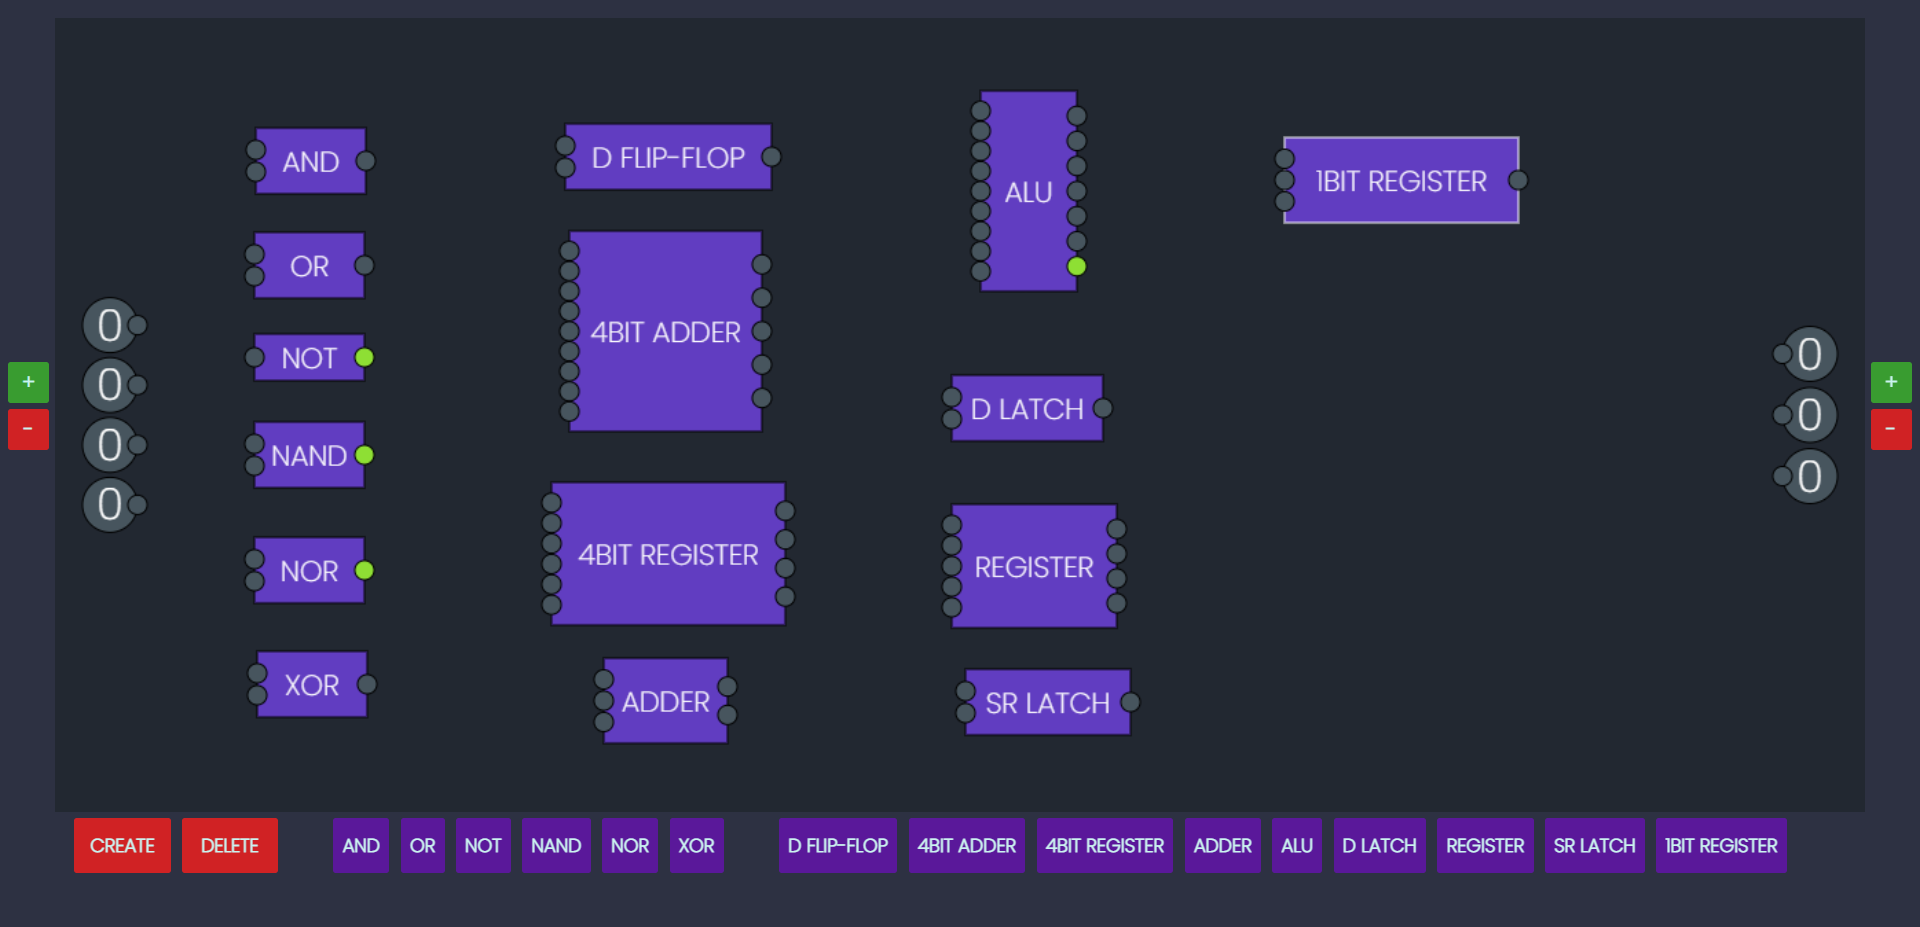 AND
OR
NOT
NAND
NOR
XOR
D FLIP-FLOP
4BIT ADDER
4BIT REGISTER
ADDER
ALU
D LATCH
REGISTER
SR LATCH
1BIT REGISTER
0
0
0
0
+
-
0
0
0
+
-
CREATE DELETE AND OR NOT NAND NOR XOR D FLIP-FLOP 4BIT ADDER 4BIT REGISTER ADDER ALU D LATCH REGISTER SR LATCH 1BIT REGISTER